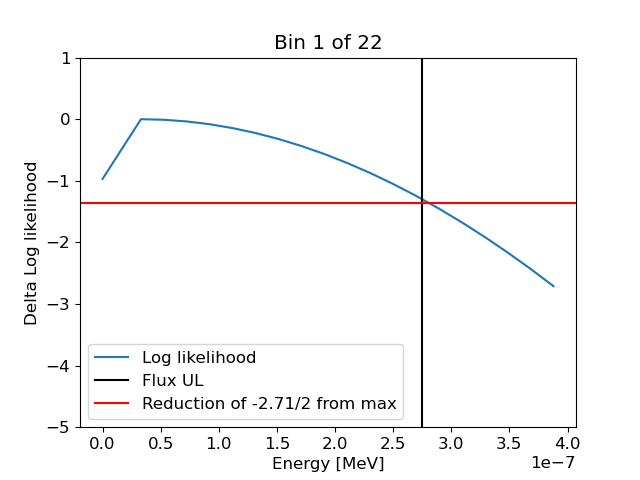 Bin 1 of 22
Delta Log likelihood
1
0
−1
−2
−3
−4
−5
Log likelihood
Flux UL
Reduction of -2.71/2 from max
0.0 0.5 1.0 1.5 2.0 2.5 3.0 3.5 4.0
Energy [MeV]
1e−7